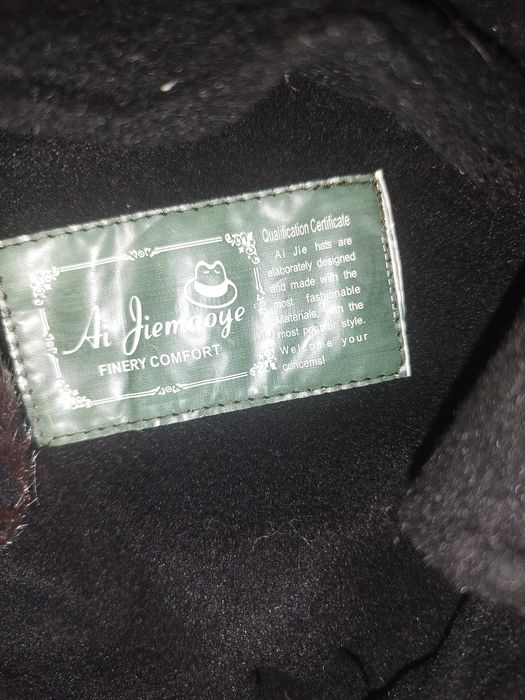 Ai Jiemaoye
FINERY COMFORT
Qualification Certificate
Ai Jie hats are
elaborately designed
and made with the
most fashionable
Materials, with the
most popular style.
Welcome your
concerns!